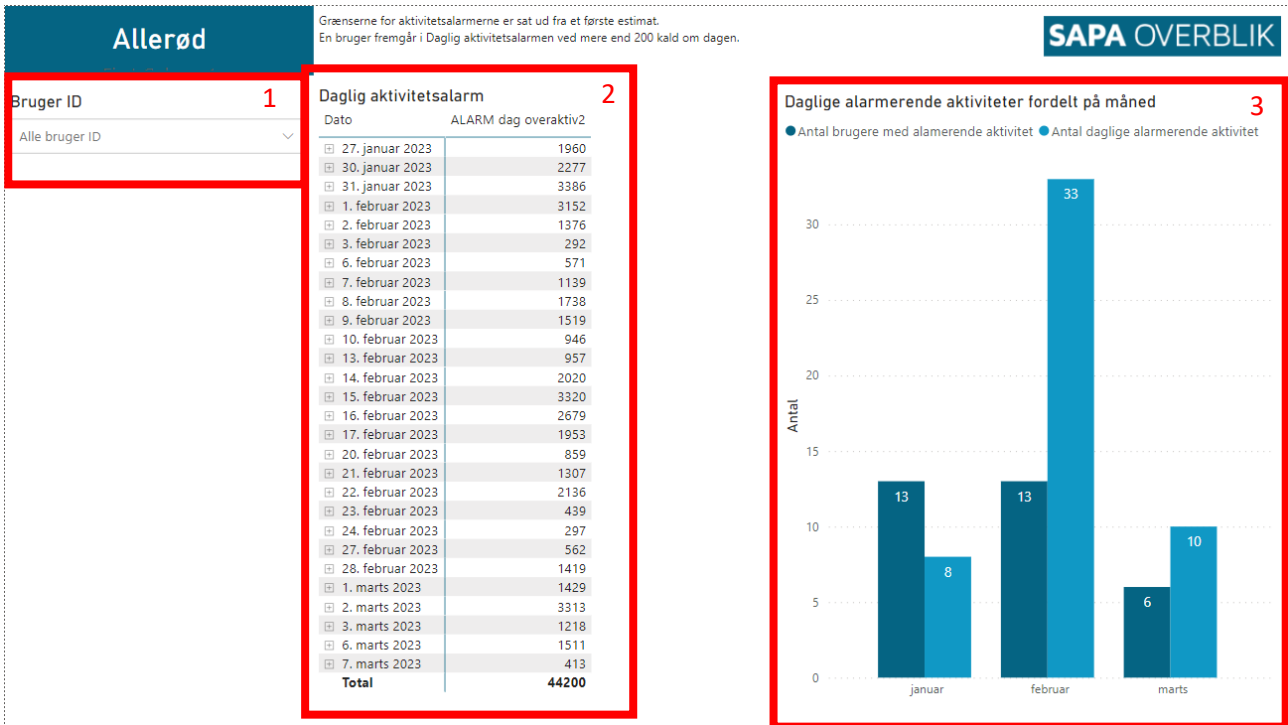 Allerød
Grænserne for aktivitetsalarmerne er sat ud fra et første estimat.
En bruger fremgår i Daglig aktivitetsalarmen ved mere end 200 kald om dagen.
SAPA OVERBLIK
Bruger ID
1
Alle bruger ID
Daglig aktivitetsalarm
2
Dato ALARM dag overaktiv2
27. januar 2023 1960
30. januar 2023 2277
31. januar 2023 3386
1. februar 2023 3152
2. februar 2023 1376
3. februar 2023 292
6. februar 2023 571
7. februar 2023 1139
8. februar 2023 1738
9. februar 2023 1519
10. februar 2023 946
13. februar 2023 957
14. februar 2023 2020
15. februar 2023 3320
16. februar 2023 2679
17. februar 2023 1953
20. februar 2023 859
21. februar 2023 1307
22. februar 2023 2136
23. februar 2023 439
24. februar 2023 297
27. februar 2023 562
28. februar 2023 1419
1. marts 2023 1429
2. marts 2023 3313
3. marts 2023 1218
6. marts 2023 1511
7. marts 2023 413
Total 44200
Daglige alarmerende aktiviteter fordelt på måned
3
Antal brugere med alamerende aktivitet Antal daglige alarmerende aktivitet
Antal
30
25
20
15
10
5
0
13
8
13
33
6
10
januar februar marts